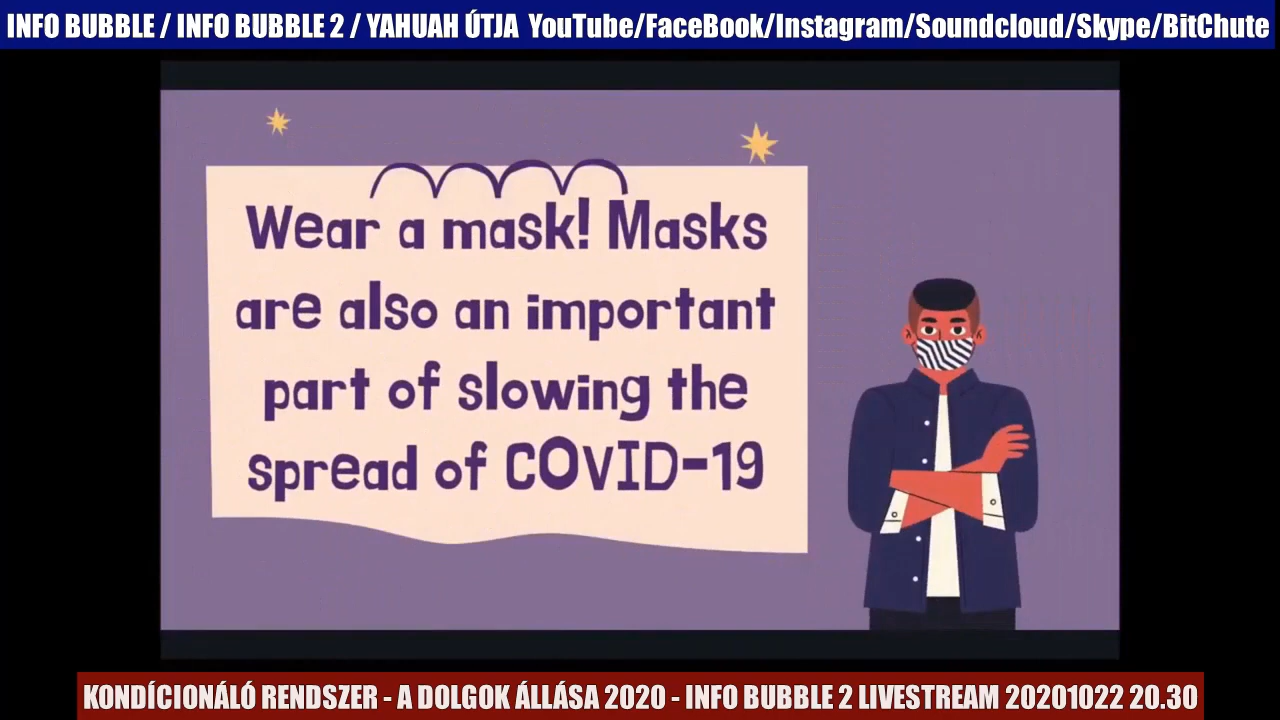 INFO BUBBLE / INFO BUBBLE 2 / YAHUAH ÚTJA YouTube/FaceBook/Instagram/Soundcloud/Skype/BitChute
Wear a mask! Masks
are also an important
part of slowing the
spread of COVID-19
KONDÍCIONÁLÓ RENDSZER - A DOLGOK ÁLLÁSA 2020 - INFO BUBBLE 2 LIVESTREAM 20201022 20.30